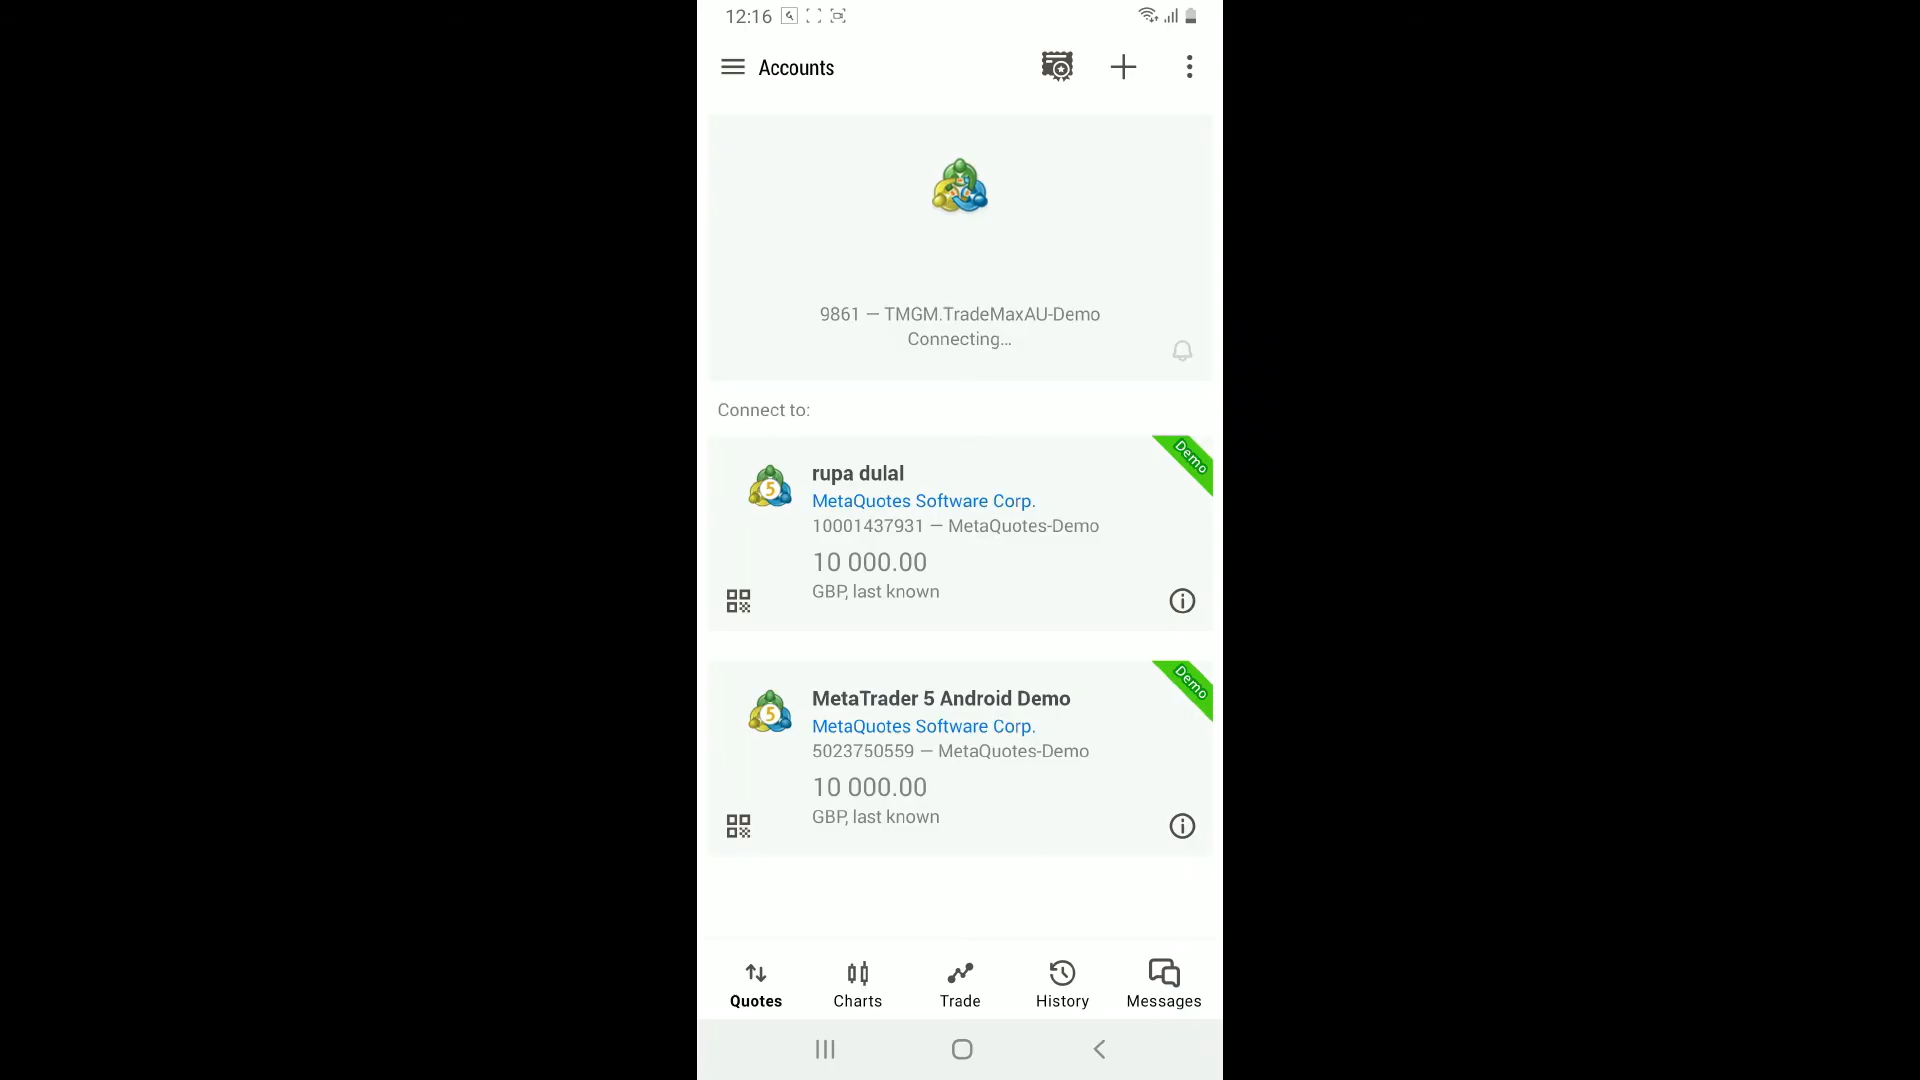 12:16
Accounts
9861 — TMGM.TradeMaxAU-Demo
Connecting...
Connect to:
Demo
rupa dulal
MetaQuotes Software Corp.
10001437931 — MetaQuotes-Demo
10 000.00
GBP, last known
Demo
MetaTrader 5 Android Demo
MetaQuotes Software Corp.
5023750559 — MetaQuotes-Demo
10 000.00
GBP, last known
Quotes Charts Trade History Messages